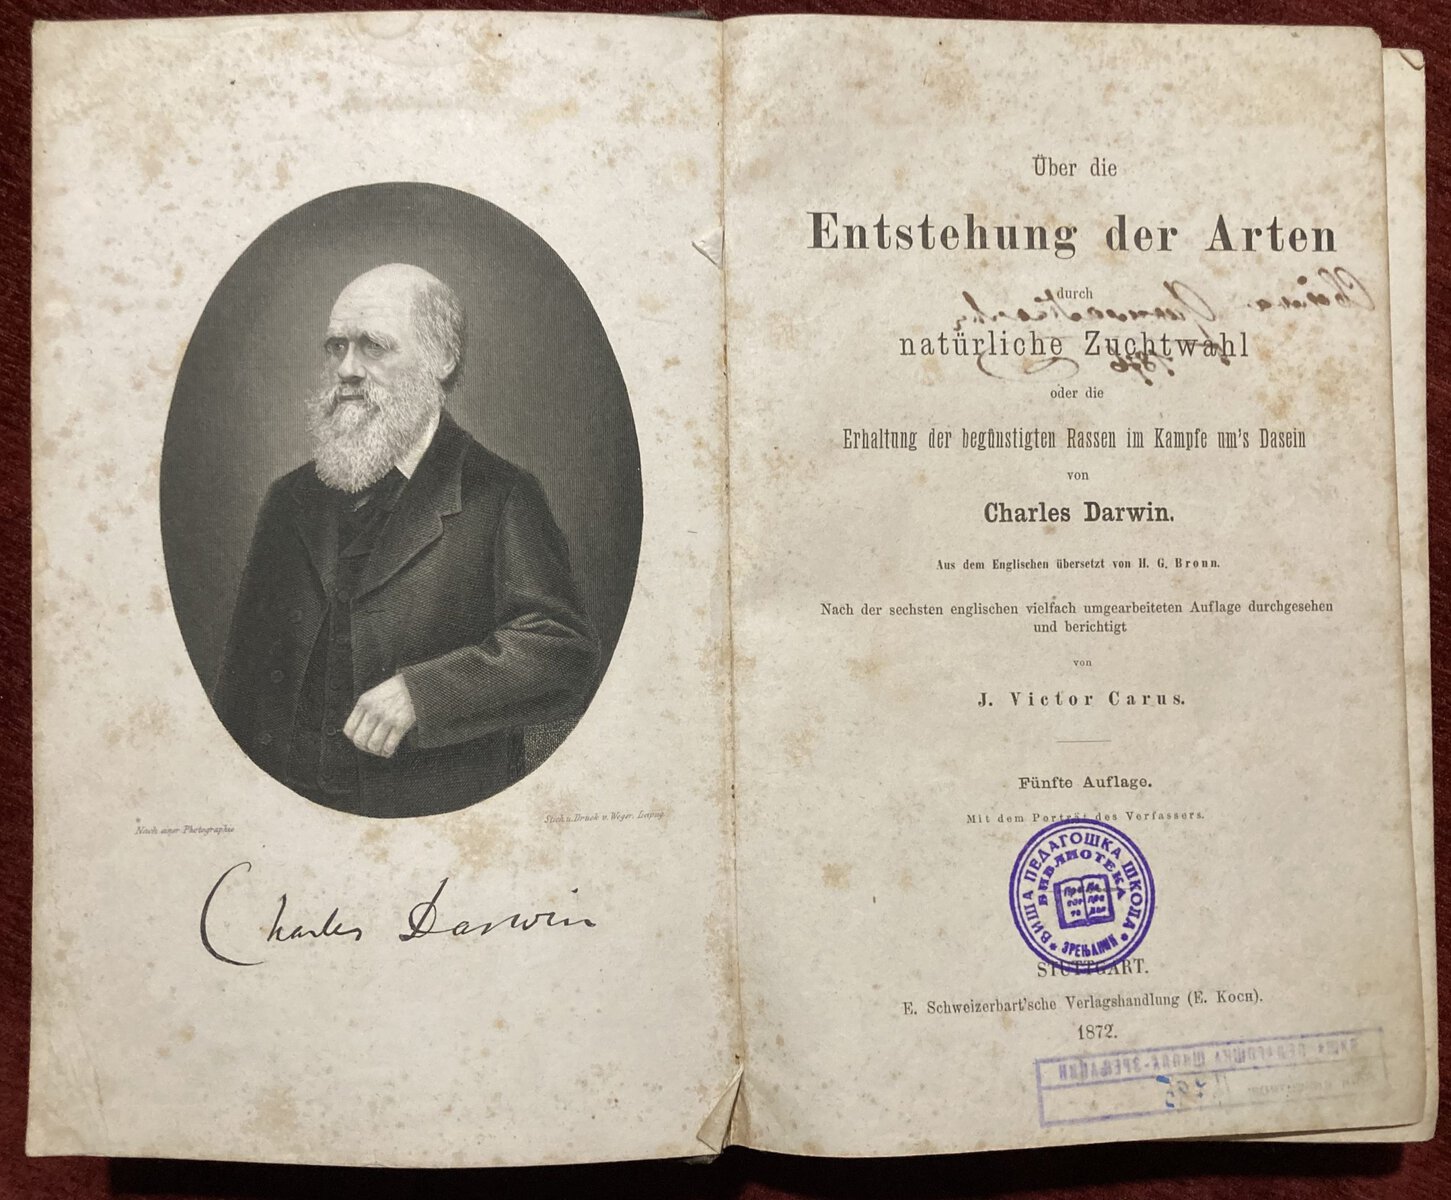 Nach einer Photographie
Stich u. Druck v. Weger, Leipzig
Charles Darwin
Über die
Entstehung der Arten
durch
natürliche Zuchtwahl
oder die
Erhaltung der begünstigten Rassen im Kampfe um's Dasein
von
Charles Darwin.
Aus dem Englischen übersetzt von H. G. Bronn.
Nach der sechsten englischen vielfach umgearbeiteten Auflage durchgesehen
und berichtigt
von
J. Victor Carus.
Fünfte Auflage.
Mit dem Porträt des Verfassers.
ВИША ПЕДАГОШКА ШКОЛА
БИБЛИОТЕКА
ЗРЕЊАНИН
STUTTGART.
E. Schweizerbart'sche Verlagshandlung (E. Koch).
1872.